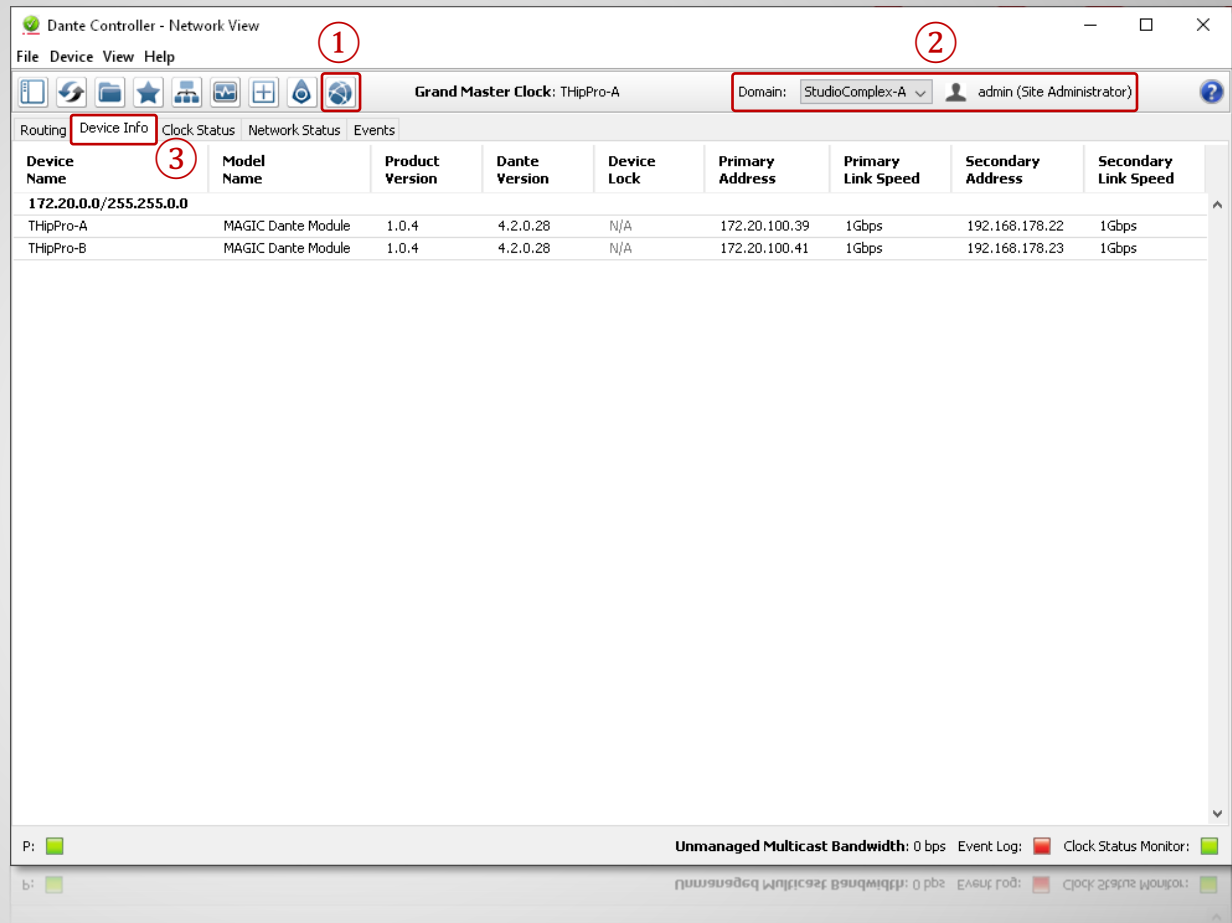 Dante Controller - Network View
①
②
File Device View Help
Grand Master Clock: THipPro-A
Domain: StudioComplex-A admin (Site Administrator)
?
Routing Device Info Clock Status Network Status Events
③
Device Name Model Name Product Version Dante Version Device Lock Primary Address Primary Link Speed Secondary Address Secondary Link Speed
172.20.0.0/255.255.0.0
THipPro-A MAGIC Dante Module 1.0.4 4.2.0.28 N/A 172.20.100.39 1Gbps 192.168.178.22 1Gbps
THipPro-B MAGIC Dante Module 1.0.4 4.2.0.28 N/A 172.20.100.41 1Gbps 192.168.178.23 1Gbps
P: Unmanaged Multicast Bandwidth: 0 bps Event Log: Clock Status Monitor: